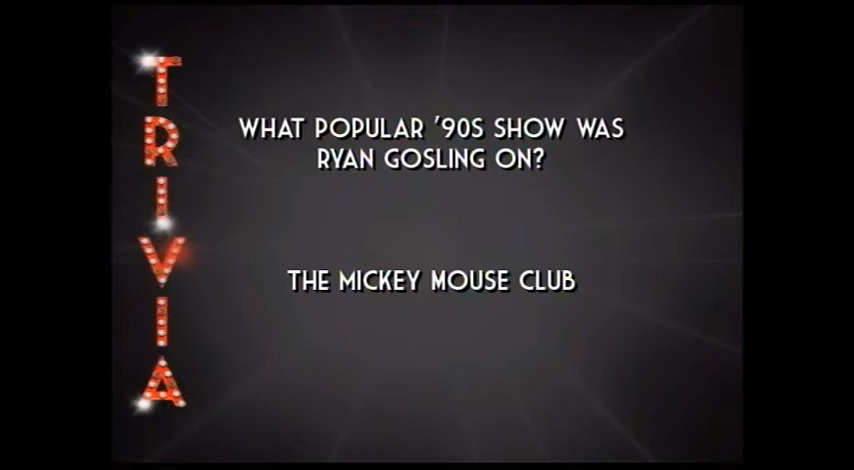 TRIVIA
WHAT POPULAR '90S SHOW WAS
RYAN GOSLING ON?
THE MICKEY MOUSE CLUB